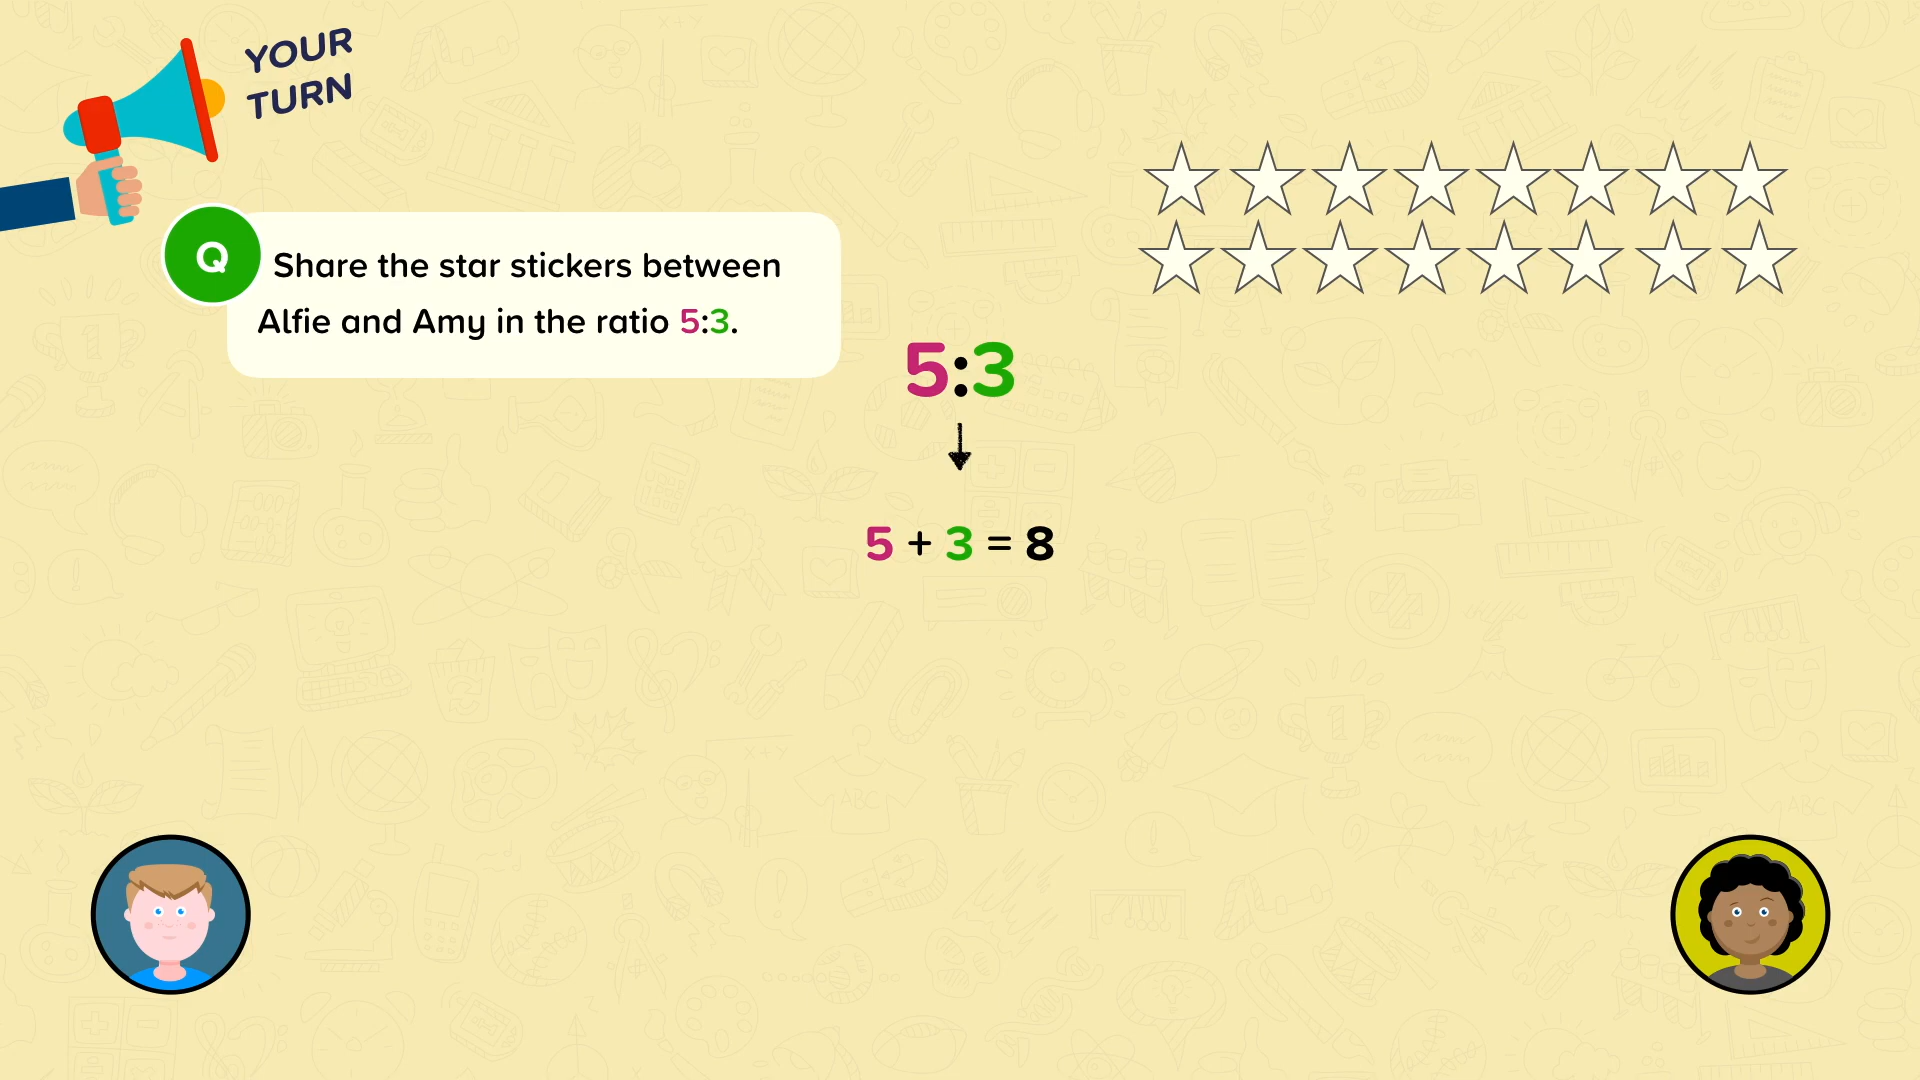 YOUR
TURN
Q
Share the star stickers between
Alfie and Amy in the ratio 5:3.
5:3
5 + 3 = 8